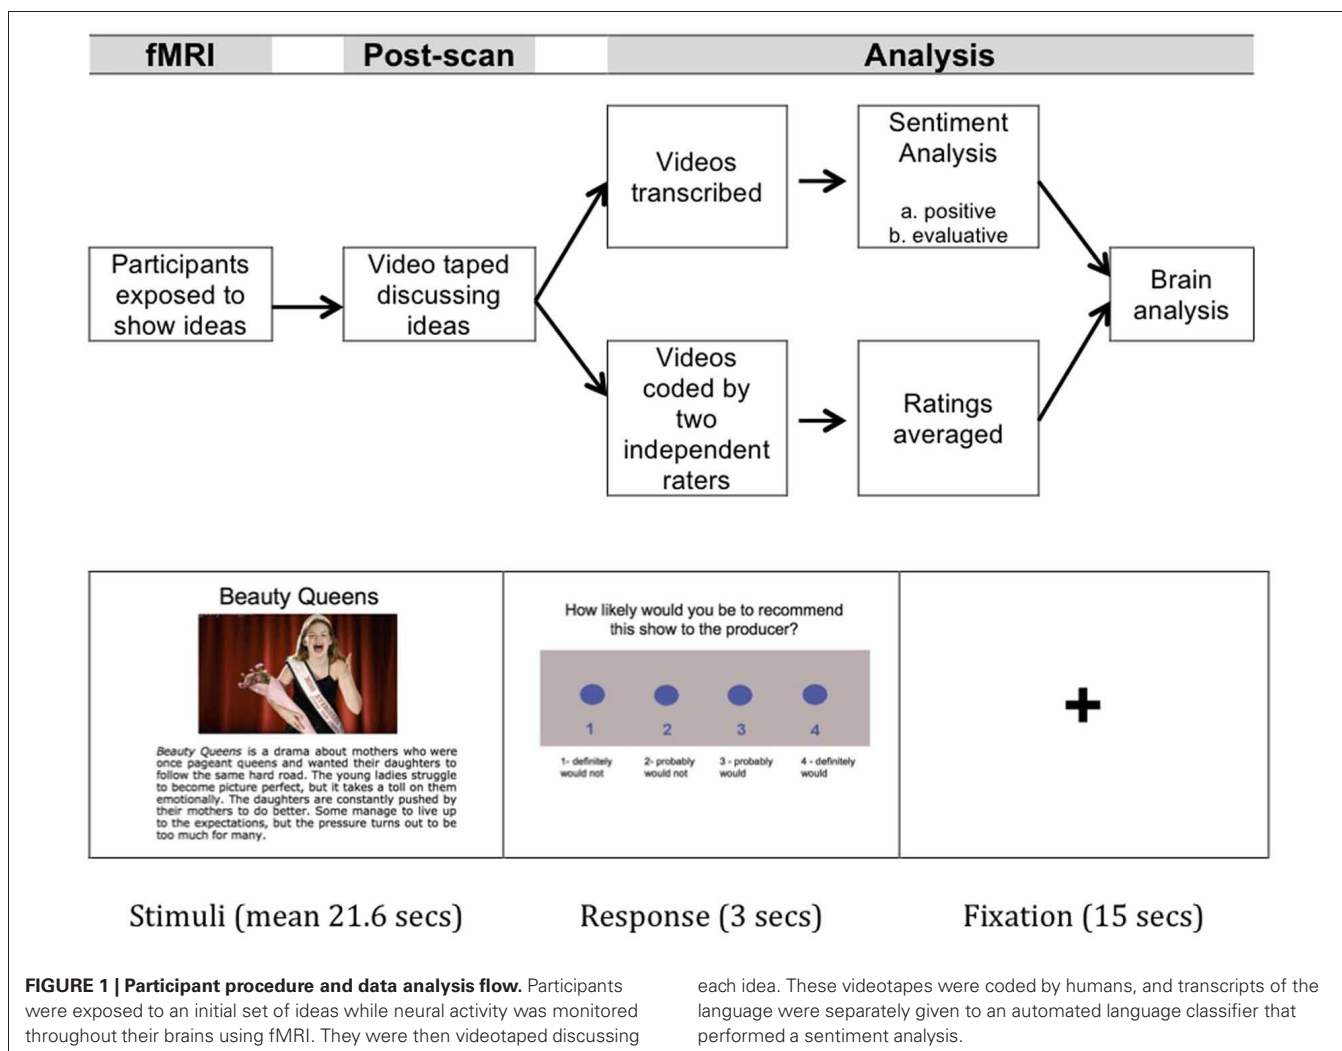 fMRI
Post-scan
Analysis
Participants
exposed to
show ideas
Video taped
discussing
ideas
Videos
transcribed
Sentiment
Analysis
a. positive
b. evaluative
Videos
coded by
two
independent
raters
Ratings
averaged
Brain
analysis
Beauty Queens
Beauty Queens is a drama about mothers who were
once pageant queens and wanted their daughters to
follow the same hard road. The young ladies struggle
to become picture perfect, but it takes a toll on them
emotionally. The daughters are constantly pushed by
their mothers to do better. Some manage to live up
to the expectations, but the pressure turns out to be
too much for many.
How likely would you be to recommend
this show to the producer?
1 2 3 4
1- definitely
would not
2- probably
would not
3 - probably
would
4 - definitely
would
+
Stimuli (mean 21.6 secs)
Response (3 secs)
Fixation (15 secs)
FIGURE 1 | Participant procedure and data analysis flow. Participants
were exposed to an initial set of ideas while neural activity was monitored
throughout their brains using fMRI. They were then videotaped discussing
each idea. These videotapes were coded by humans, and transcripts of the
language were separately given to an automated language classifier that
performed a sentiment analysis.